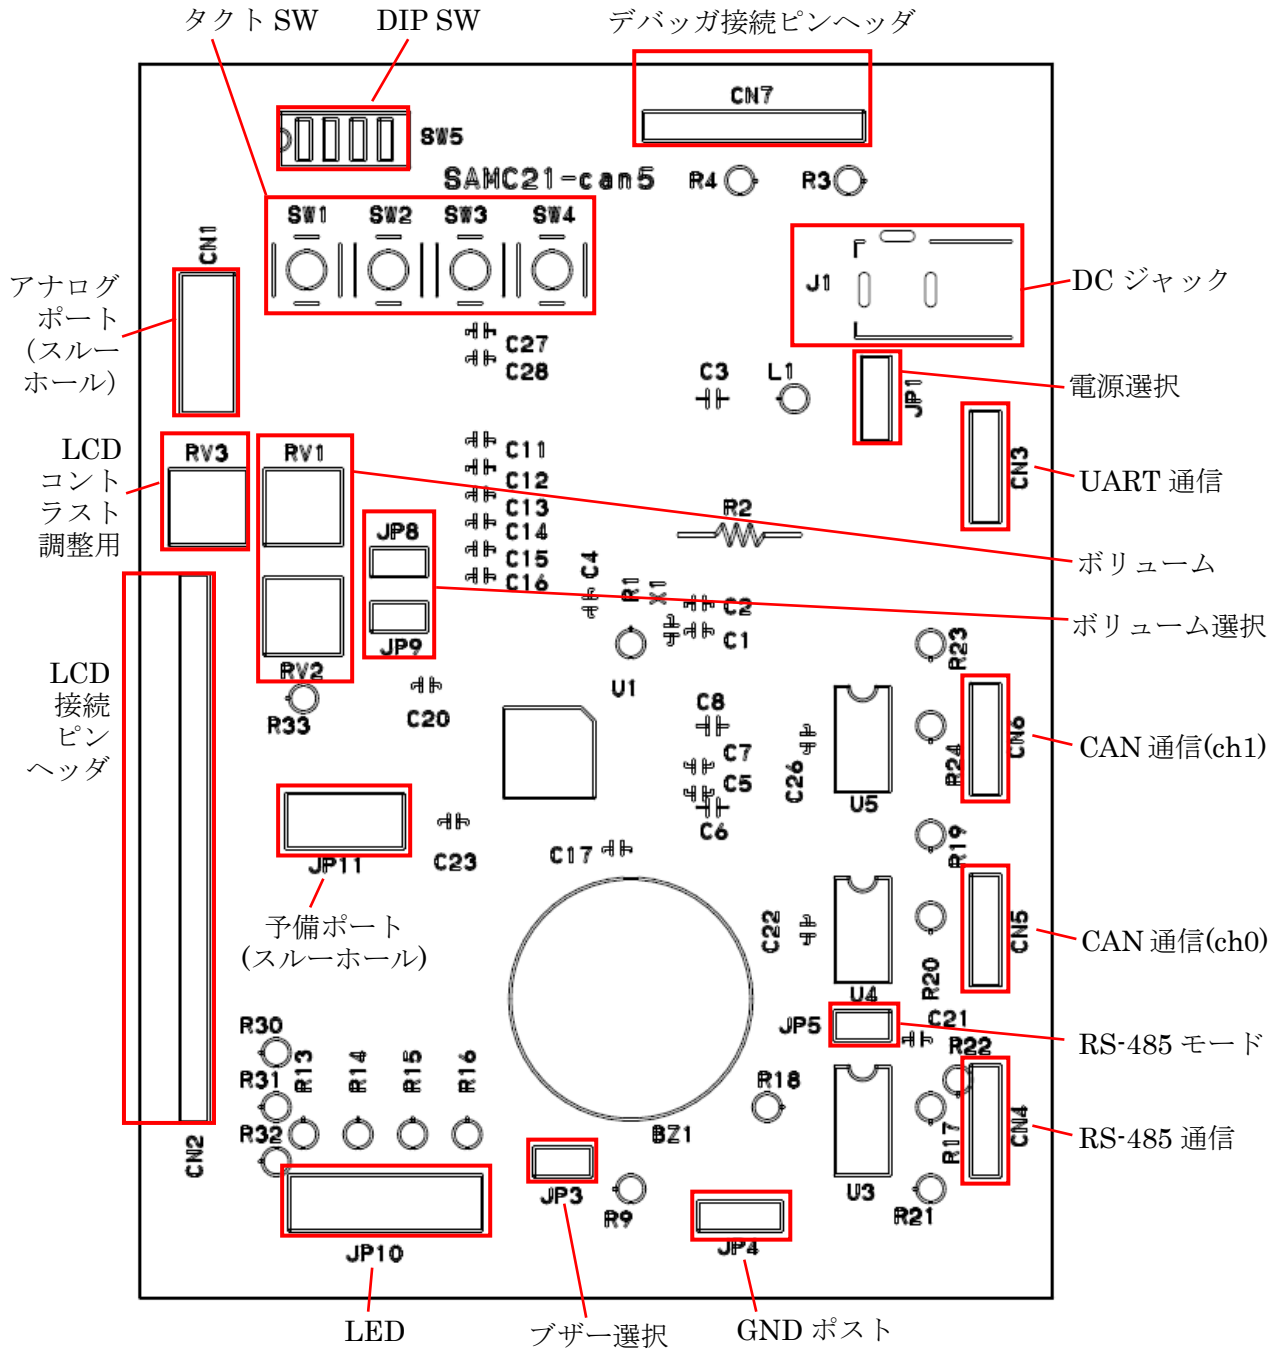 タクト SW
DIP SW
デバッガ接続ピンヘッダ
CN7
SW5
SAMC21-can5
R4
R3
SW1
SW2
SW3
SW4
CN1
J1
DC ジャック
アナログ
ポート
(スルー
ホール)
C27
C28
C3
L1
JP1
電源選択
LCD
コント
ラスト
調整用
RV3
RV1
C11
C12
C13
C14
C15
C16
CN3
UART 通信
R2
JP8
JP9
C4
R1
X1
C2
C1
ボリューム
ボリューム選択
RV2
R33
C20
U1
R23
LCD
接続
ピン
ヘッダ
C8
C7
C5
C6
C26
U5
R24
CN6
CAN 通信(ch1)
JP11
C23
C17
R19
予備ポート
(スルーホール)
C22
U4
R20
CN5
CAN 通信(ch0)
JP5
C21
RS-485 モード
R30
R31
R32
R13
R14
R15
R16
R18
R22
BZ1
R17
CN4
RS-485 通信
CN2
JP3
R9
U3
R21
JP10
JP4
LED
ブザー選択
GND ポスト